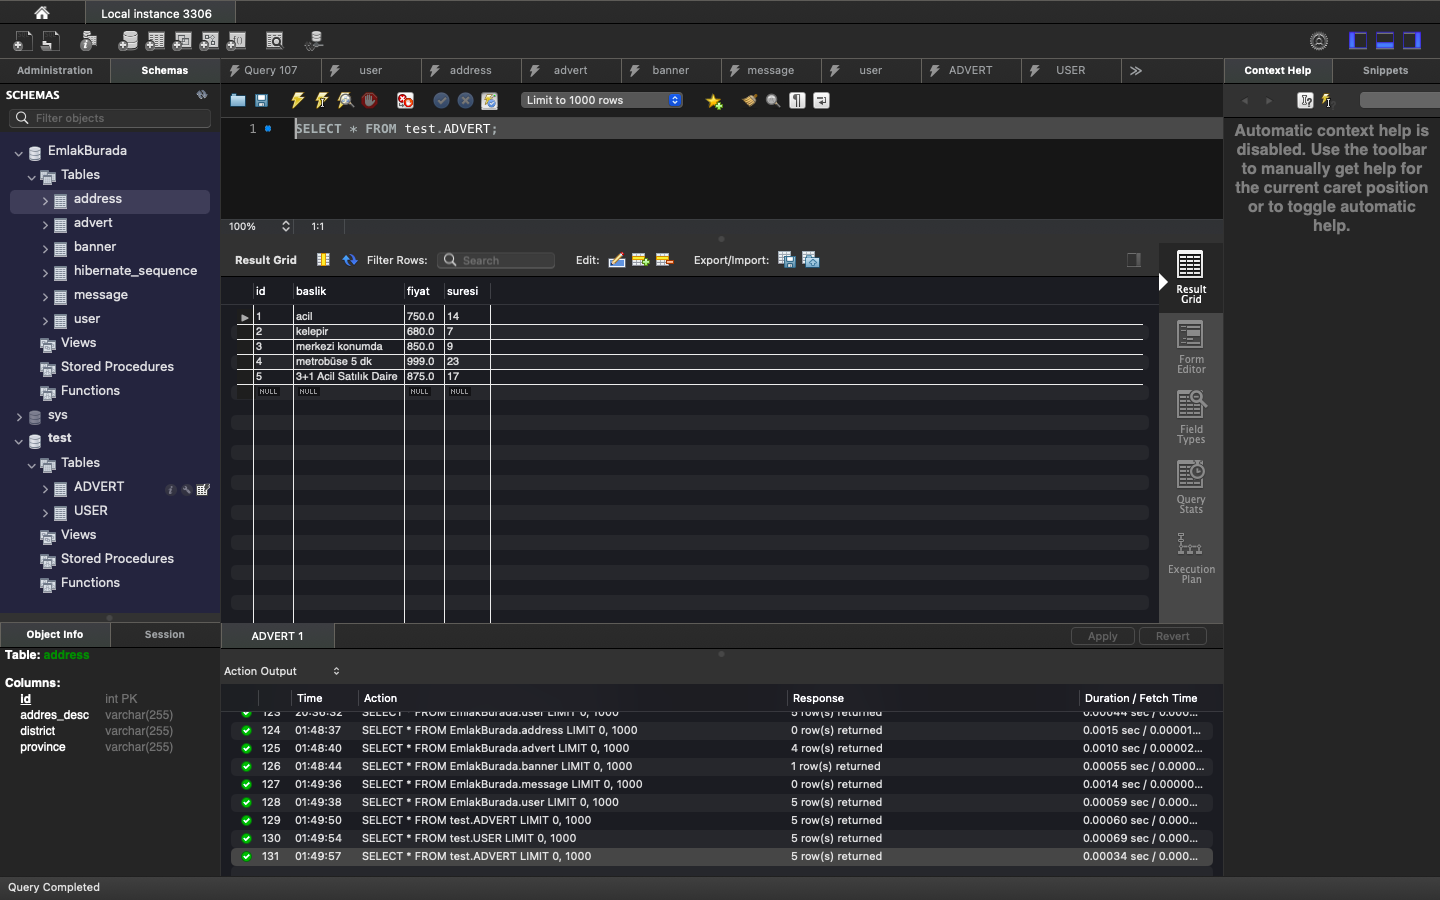 Local instance 3306
Administration
Schemas
Query 107
user
address
advert
banner
message
user
ADVERT
USER
Context Help
Snippets
SCHEMAS
Filter objects
Limit to 1000 rows
1
SELECT * FROM test.ADVERT;
Automatic context help is
disabled. Use the toolbar
to manually get help for
the current caret position
or to toggle automatic
help.
EmlakBurada
Tables
address
advert
banner
hibernate_sequence
message
user
Views
Stored Procedures
Functions
sys
test
Tables
ADVERT
USER
Views
Stored Procedures
Functions
100%
1:1
Result Grid
Filter Rows:
Search
Edit:
Export/Import:
id baslik fiyat suresi
1 acil 750.0 14
2 kelepir 680.0 7
3 merkezi konumda 850.0 9
4 metrobüse 5 dk 999.0 23
5 3+1 Acil Satılık Daire 875.0 17
NULL NULL NULL NULL
Result
Grid
Form
Editor
Field
Types
Query
Stats
Execution
Plan
Object Info
Session
Table: address
Columns:
id int PK
addres_desc varchar(255)
district varchar(255)
province varchar(255)
ADVERT 1
Apply
Revert
Action Output
Time Action Response Duration / Fetch Time
123 20:36:32 SELECT * FROM EmlakBurada.user LIMIT 0, 1000 5 row(s) returned 0.00044 sec / 0.000...
124 01:48:37 SELECT * FROM EmlakBurada.address LIMIT 0, 1000 0 row(s) returned 0.0015 sec / 0.00001...
125 01:48:40 SELECT * FROM EmlakBurada.advert LIMIT 0, 1000 4 row(s) returned 0.0010 sec / 0.00002...
126 01:48:44 SELECT * FROM EmlakBurada.banner LIMIT 0, 1000 1 row(s) returned 0.00055 sec / 0.0000...
127 01:49:36 SELECT * FROM EmlakBurada.message LIMIT 0, 1000 0 row(s) returned 0.0014 sec / 0.00000...
128 01:49:38 SELECT * FROM EmlakBurada.user LIMIT 0, 1000 5 row(s) returned 0.00059 sec / 0.000...
129 01:49:50 SELECT * FROM test.ADVERT LIMIT 0, 1000 5 row(s) returned 0.00060 sec / 0.000...
130 01:49:54 SELECT * FROM test.USER LIMIT 0, 1000 5 row(s) returned 0.00069 sec / 0.000...
131 01:49:57 SELECT * FROM test.ADVERT LIMIT 0, 1000 5 row(s) returned 0.00034 sec / 0.000...
Query Completed